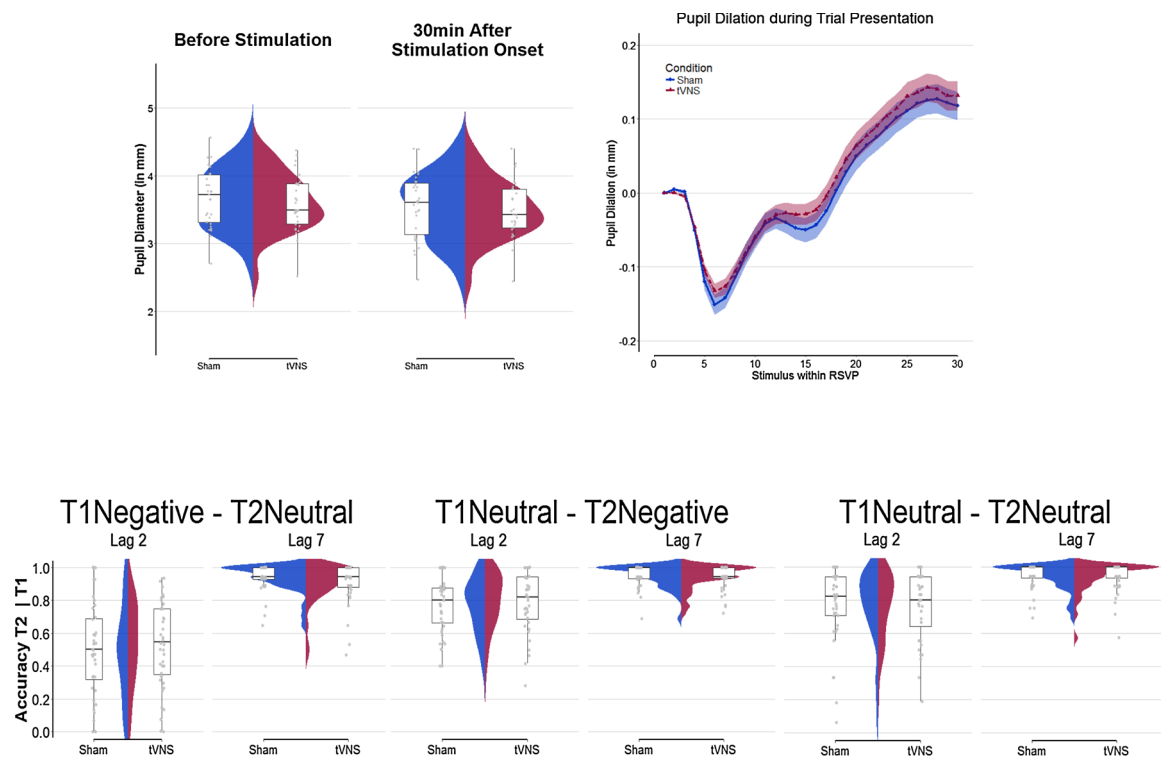 Before Stimulation
30min After
Stimulation Onset
Pupil Diameter (in mm)
5
4
3
2
Sham
tVNS
Sham
tVNS
Pupil Dilation during Trial Presentation
Condition
Sham
tVNS
Pupil Dilation (in mm)
0.2
0.1
0.0
-0.1
-0.2
0 5 10 15 20 25 30
Stimulus within RSVP
T1Negative - T2Neutral
Lag 2
Lag 7
T1Neutral - T2Negative
Lag 2
Lag 7
T1Neutral - T2Neutral
Lag 2
Lag 7
Accuracy T2 | T1
1.0
0.8
0.6
0.4
0.2
0.0
Sham
tVNS
Sham
tVNS
Sham
tVNS
Sham
tVNS
Sham
tVNS
Sham
tVNS